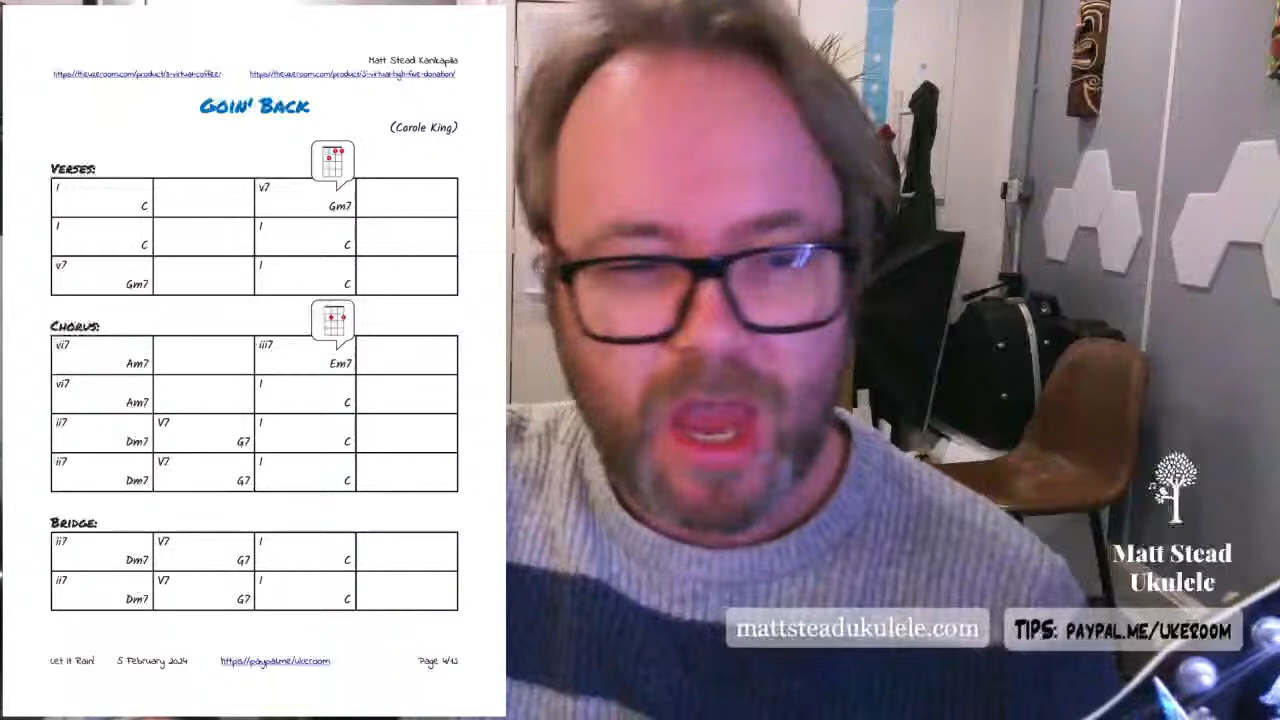 Matt Stead Kanikapila
https://theukeroom.com/product/3-virtual-coffee/ https://theukeroom.com/product/5-virtual-high-five-donation/
Goin' Back
(Carole King)
Verses:
I v7
C Gm7
I I
C C
v7 I
Gm7 C
Chorus:
vi7 iii7
Am7 Em7
vi7 I
Am7 C
ii7 V7 I
Dm7 G7 C
ii7 V7 I
Dm7 G7 C
Bridge:
ii7 V7 I
Dm7 G7 C
ii7 V7 I
Dm7 G7 C
Let It Rain! 5 February 2024 https://paypal.me/ukeroom Page 4/12
Matt Stead
Ukulele
mattsteadukulele.com
TIPS: PAYPAL.ME/UKEROOM